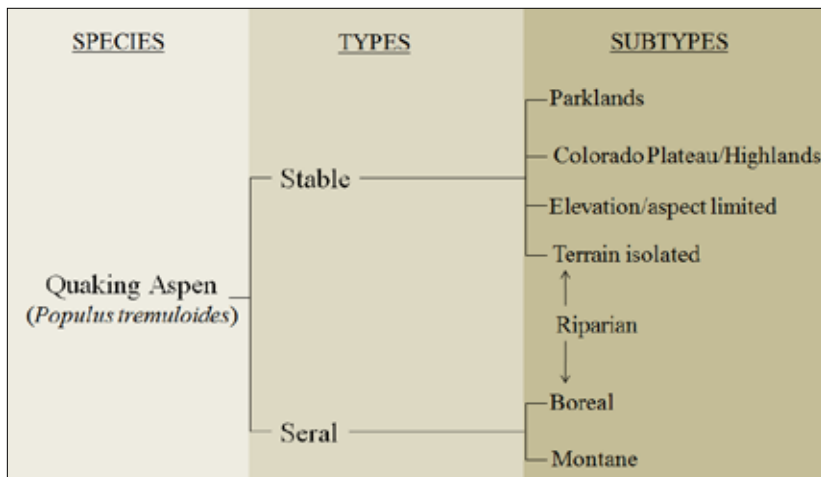 SPECIES
TYPES
SUBTYPES
Parklands
Colorado Plateau/Highlands
Stable
Elevation/aspect limited
Terrain isolated
Quaking Aspen
(Populus tremuloides)
Riparian
Boreal
Seral
Montane